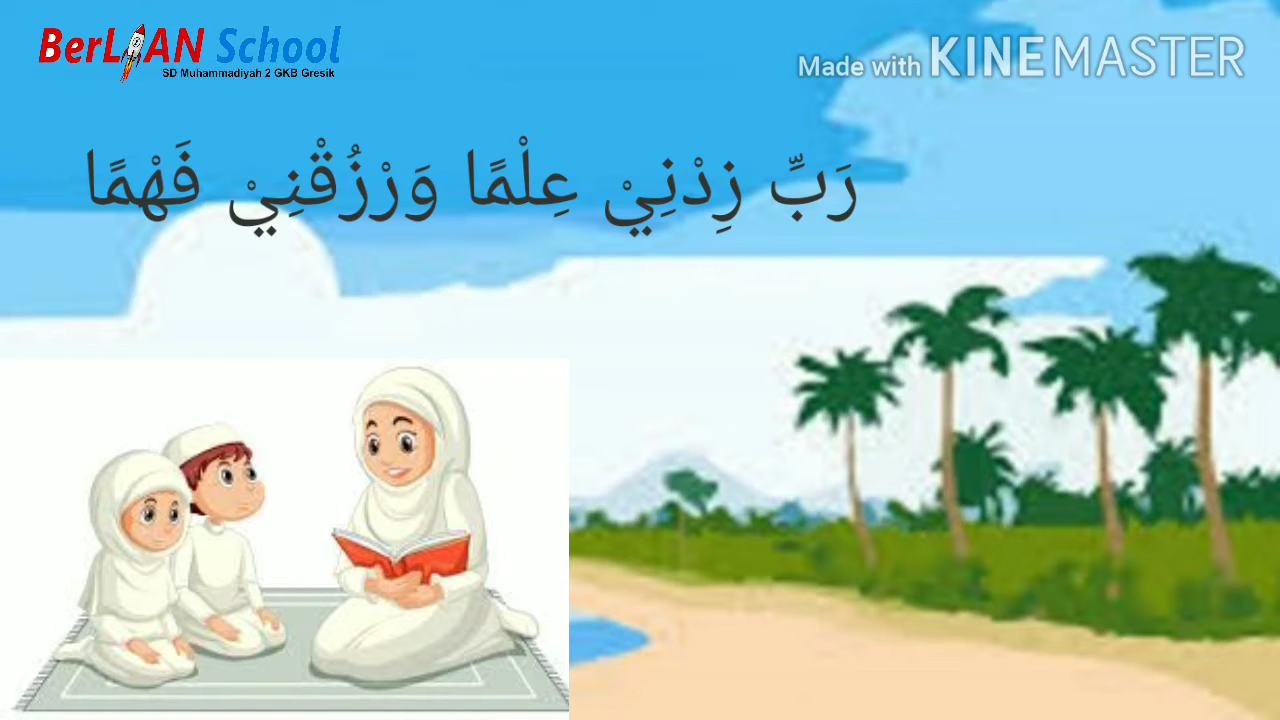 BerLIAN School
SD Muhammadiyah 2 GKB Gresik
Made with KINEMASTER
رَبِّ زِدْنِيْ عِلْمًا وَرْزُقْنِيْ فَهْمًا